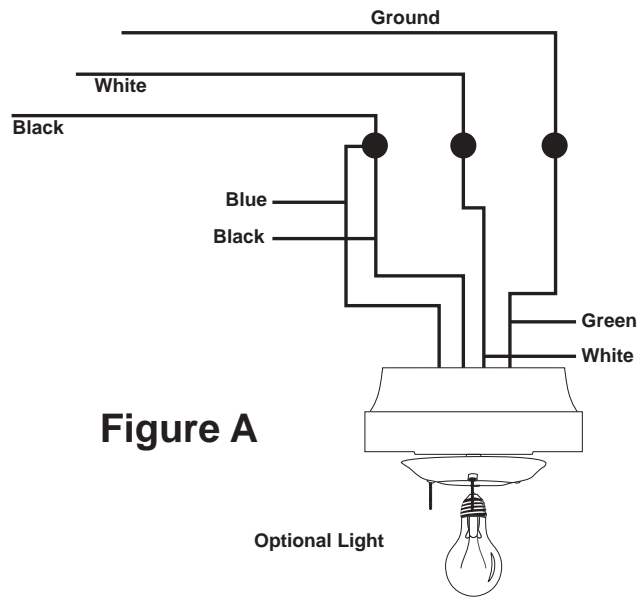 Ground
White
Black
Blue
Black
Green
White
Figure A
Optional Light